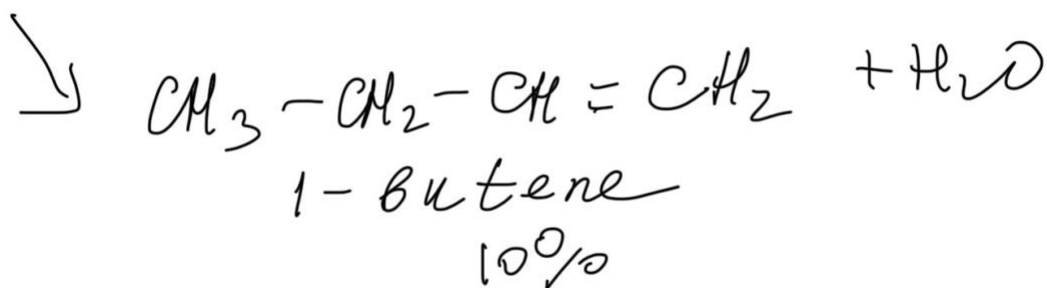 CH₃ – CH₂ – CH = CH₂ + H₂O
1 – butene
10%